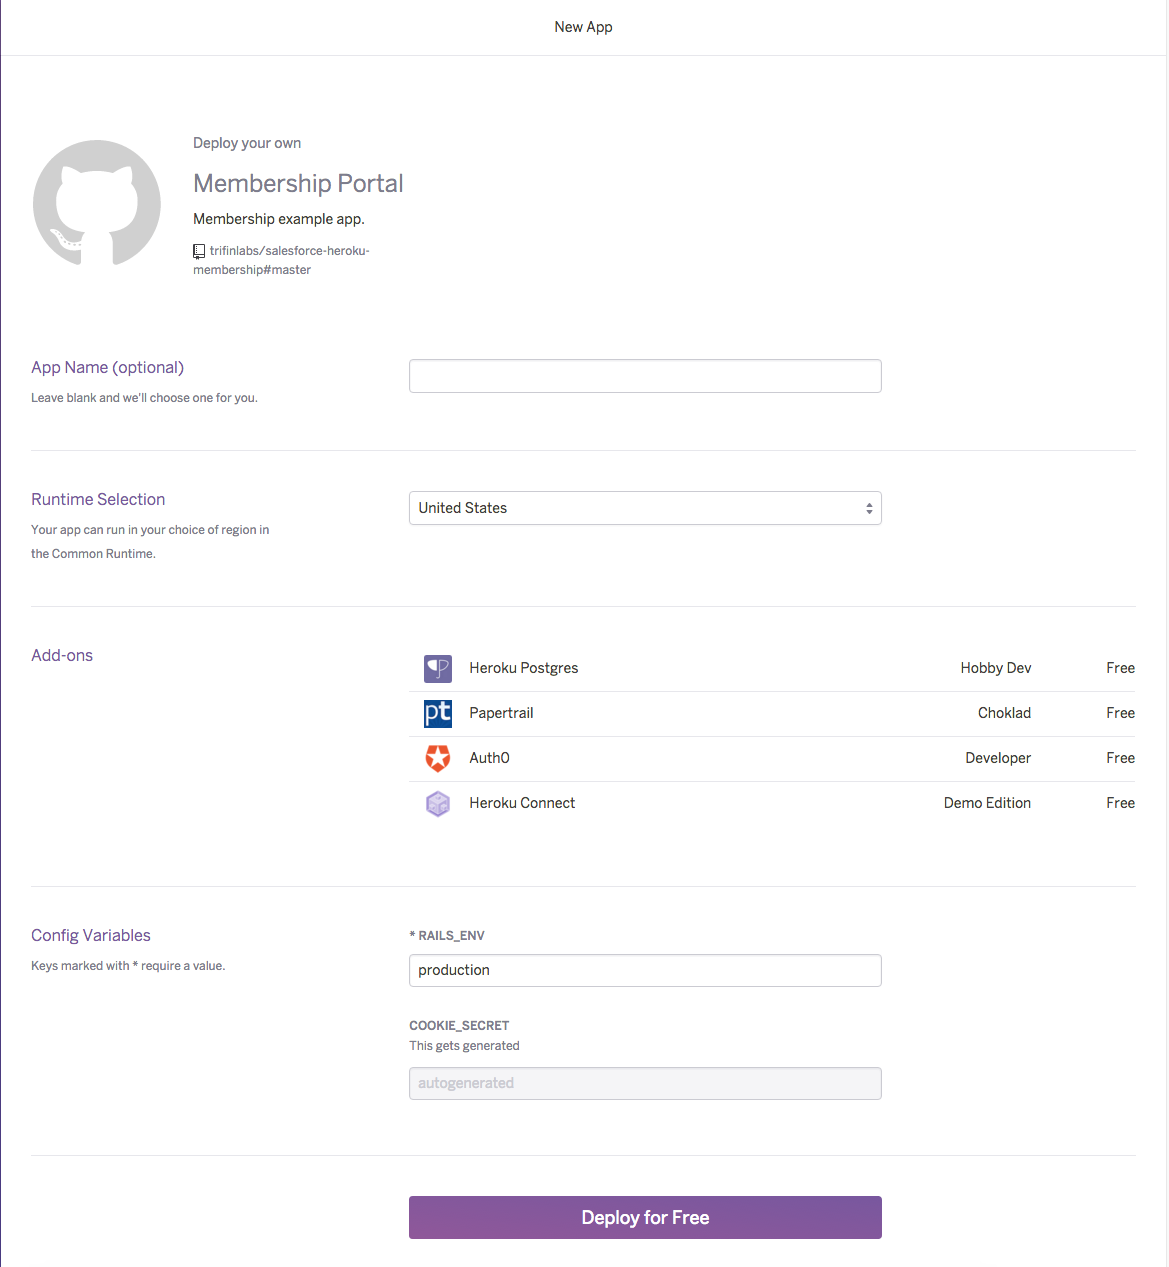 New App
Deploy your own
Membership Portal
Membership example app.
trifinlabs/salesforce-heroku-
membership#master
App Name (optional)
Leave blank and we'll choose one for you.
Runtime Selection
Your app can run in your choice of region in
the Common Runtime.
United States
Add-ons
Heroku Postgres Hobby Dev Free
pt Papertrail Choklad Free
Auth0 Developer Free
Heroku Connect Demo Edition Free
Config Variables
Keys marked with * require a value.
* RAILS_ENV
production
COOKIE_SECRET
This gets generated
autogenerated
Deploy for Free